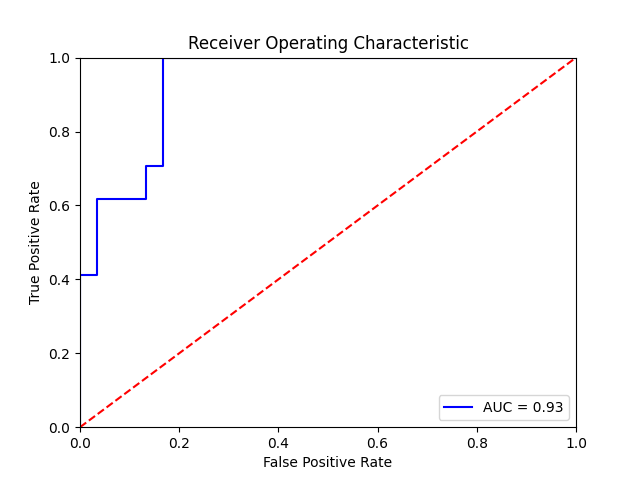 Receiver Operating Characteristic
1.0
0.8
0.6
0.4
0.2
0.0
True Positive Rate
AUC = 0.93
0.0 0.2 0.4 0.6 0.8 1.0
False Positive Rate